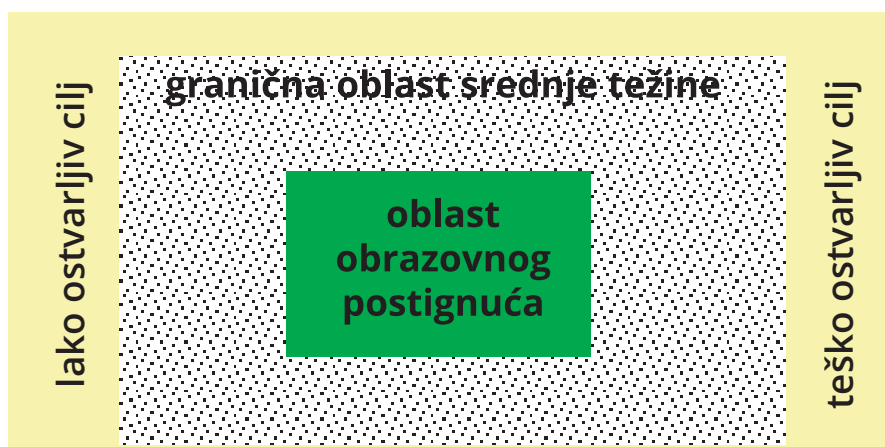 granična oblast srednje težine
lako ostvarljiv cilj
oblast
obrazovnog
postignuća
teško ostvarljiv cilj